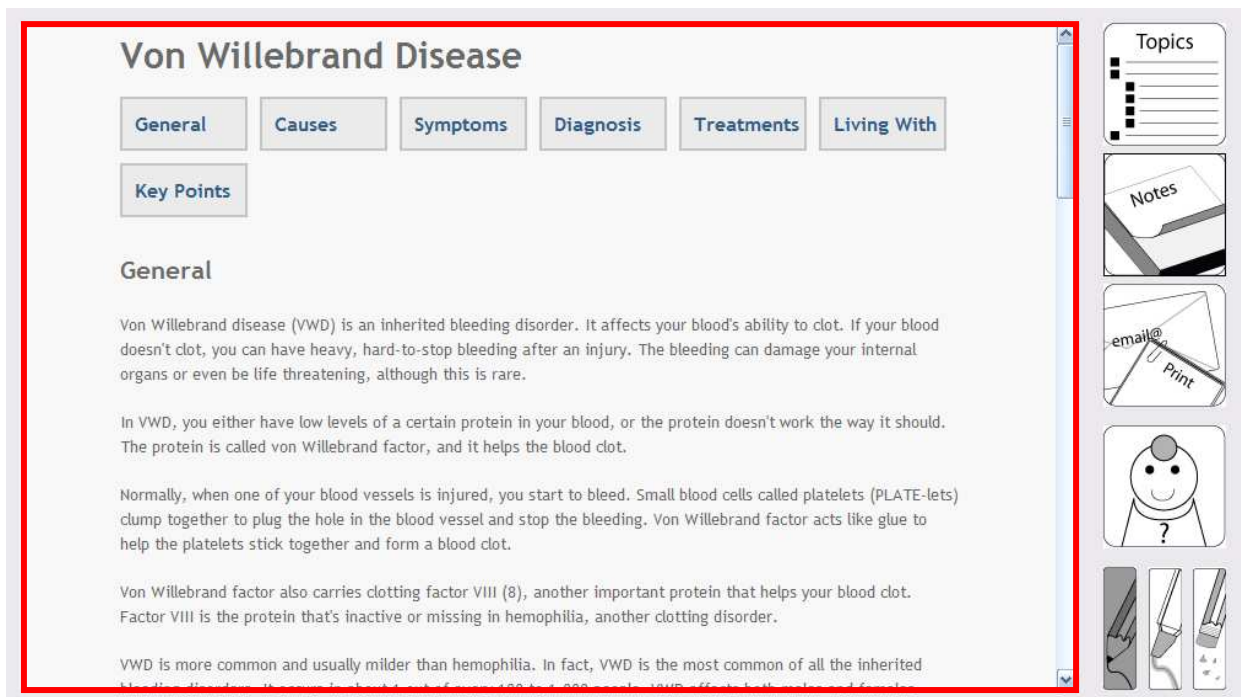 Von Willebrand Disease
General
Causes
Symptoms
Diagnosis
Treatments
Living With
Key Points
General
Von Willebrand disease (VWD) is an inherited bleeding disorder. It affects your blood's ability to clot. If your blood
doesn't clot, you can have heavy, hard-to-stop bleeding after an injury. The bleeding can damage your internal
organs or even be life threatening, although this is rare.
In VWD, you either have low levels of a certain protein in your blood, or the protein doesn't work the way it should.
The protein is called von Willebrand factor, and it helps the blood clot.
Normally, when one of your blood vessels is injured, you start to bleed. Small blood cells called platelets (PLATE-lets)
clump together to plug the hole in the blood vessel and stop the bleeding. Von Willebrand factor acts like glue to
help the platelets stick together and form a blood clot.
Von Willebrand factor also carries clotting factor VIII (8), another important protein that helps your blood clot.
Factor VIII is the protein that's inactive or missing in hemophilia, another clotting disorder.
VWD is more common and usually milder than hemophilia. In fact, VWD is the most common of all the inherited
Topics
Notes
email@
Print
?